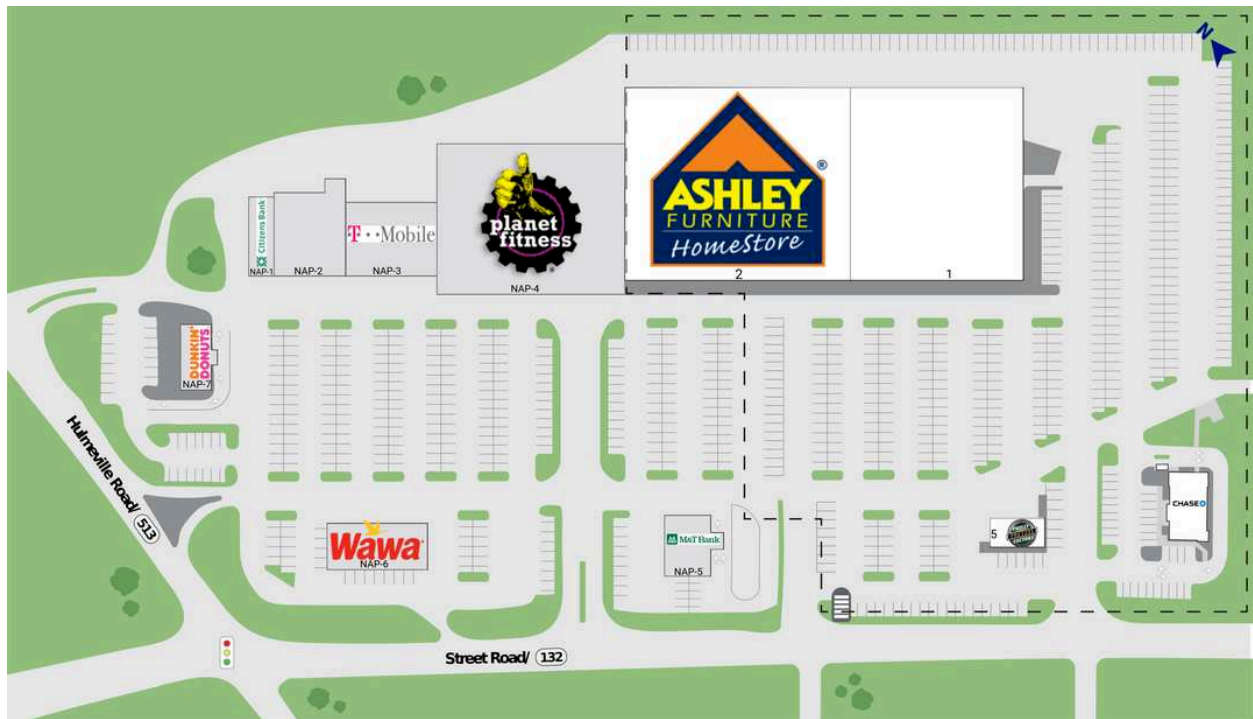 N
ASHLEY
FURNITURE
HomeStore
®
2
1
planet
fitness
®
NAP-4
Citizens Bank
NAP-1
NAP-2
T··Mobile
NAP-3
DUNKIN'
DONUTS
NAP-7
Hulmeville Road/ 513
Wawa
NAP-6
M&T Bank
NAP-5
5
CHASE
Street Road/ 132